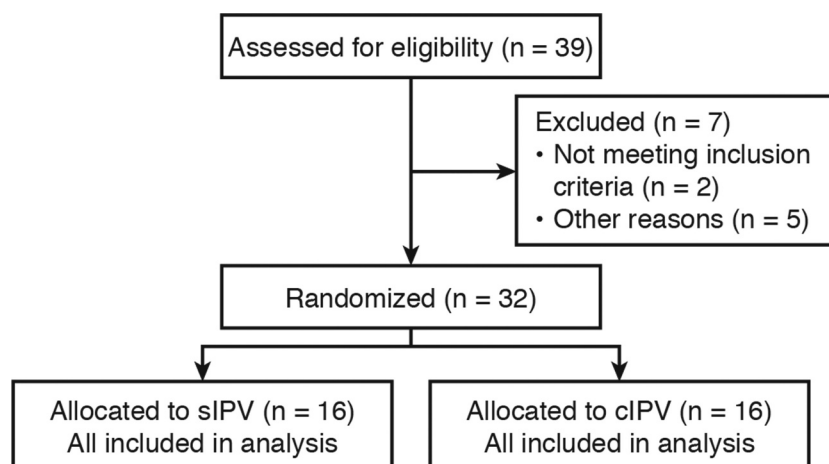 Assessed for eligibility (n = 39)
Excluded (n = 7)
• Not meeting inclusion
criteria (n = 2)
• Other reasons (n = 5)
Randomized (n = 32)
Allocated to sIPV (n = 16)
All included in analysis
Allocated to cIPV (n = 16)
All included in analysis